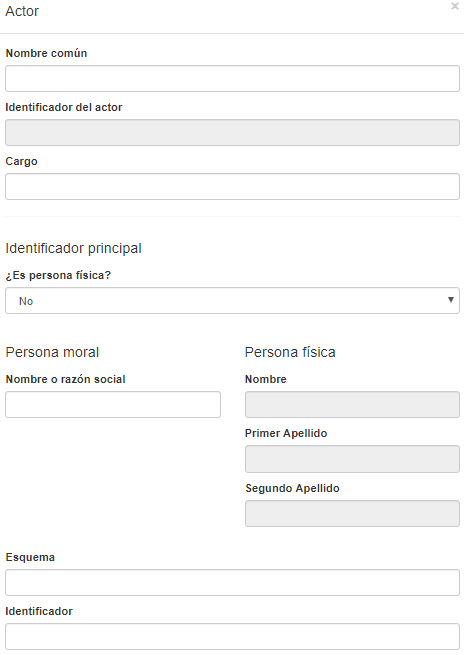 Actor
×
Nombre común
Identificador del actor
Cargo
Identificador principal
¿Es persona física?
No
Persona moral
Nombre o razón social
Persona física
Nombre
Primer Apellido
Segundo Apellido
Esquema
Identificador